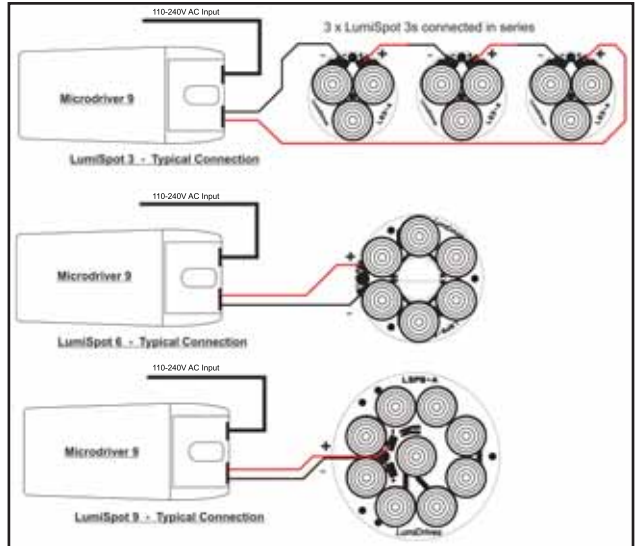 110-240V AC Input
3 x LumiSpot 3s connected in series
- + - + - +
Microdriver 9
LumiSpot 3 - Typical Connection
110-240V AC Input
+
Microdriver 9
-
LumiSpot 6 - Typical Connection
110-240V AC Input
LSP9-A
+
Microdriver 9
-
LumiDrives
LumiSpot 9 - Typical Connection